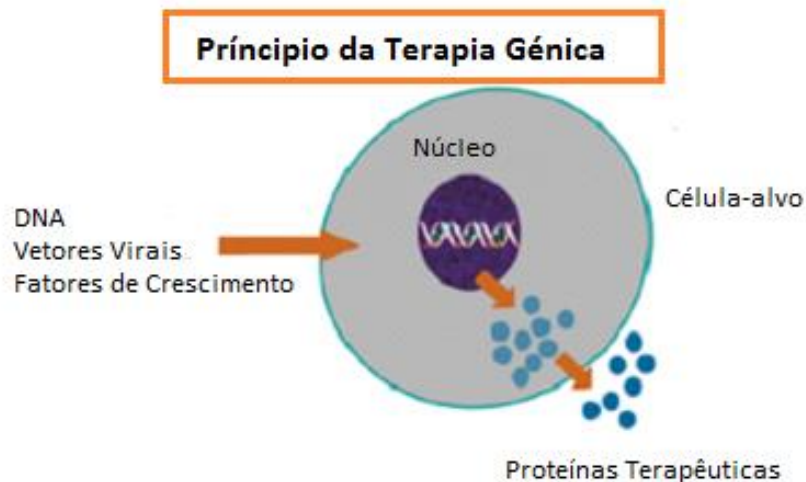 Príncipio da Terapia Génica
Núcleo
Célula-alvo
DNA
Vetores Virais
Fatores de Crescimento
Proteínas Terapêuticas